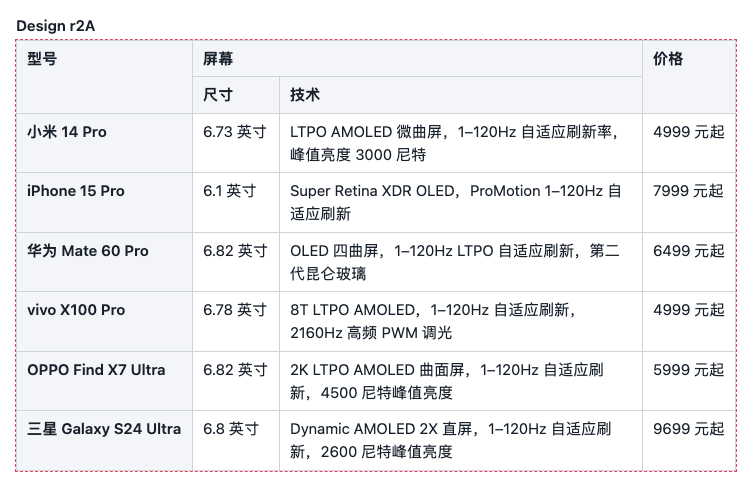 Design r2A
型号 屏幕 价格
尺寸 技术
小米 14 Pro 6.73 英寸 LTPO AMOLED 微曲屏，1–120Hz 自适应刷新率，
峰值亮度 3000 尼特 4999 元起
iPhone 15 Pro 6.1 英寸 Super Retina XDR OLED，ProMotion 1–120Hz 自
适应刷新 7999 元起
华为 Mate 60 Pro 6.82 英寸 OLED 四曲屏，1–120Hz LTPO 自适应刷新，第二
代昆仑玻璃 6499 元起
vivo X100 Pro 6.78 英寸 8T LTPO AMOLED，1–120Hz 自适应刷新，
2160Hz 高频 PWM 调光 4999 元起
OPPO Find X7 Ultra 6.82 英寸 2K LTPO AMOLED 曲面屏，1–120Hz 自适应刷
新，4500 尼特峰值亮度 5999 元起
三星 Galaxy S24 Ultra 6.8 英寸 Dynamic AMOLED 2X 直屏，1–120Hz 自适应刷
新，2600 尼特峰值亮度 9699 元起